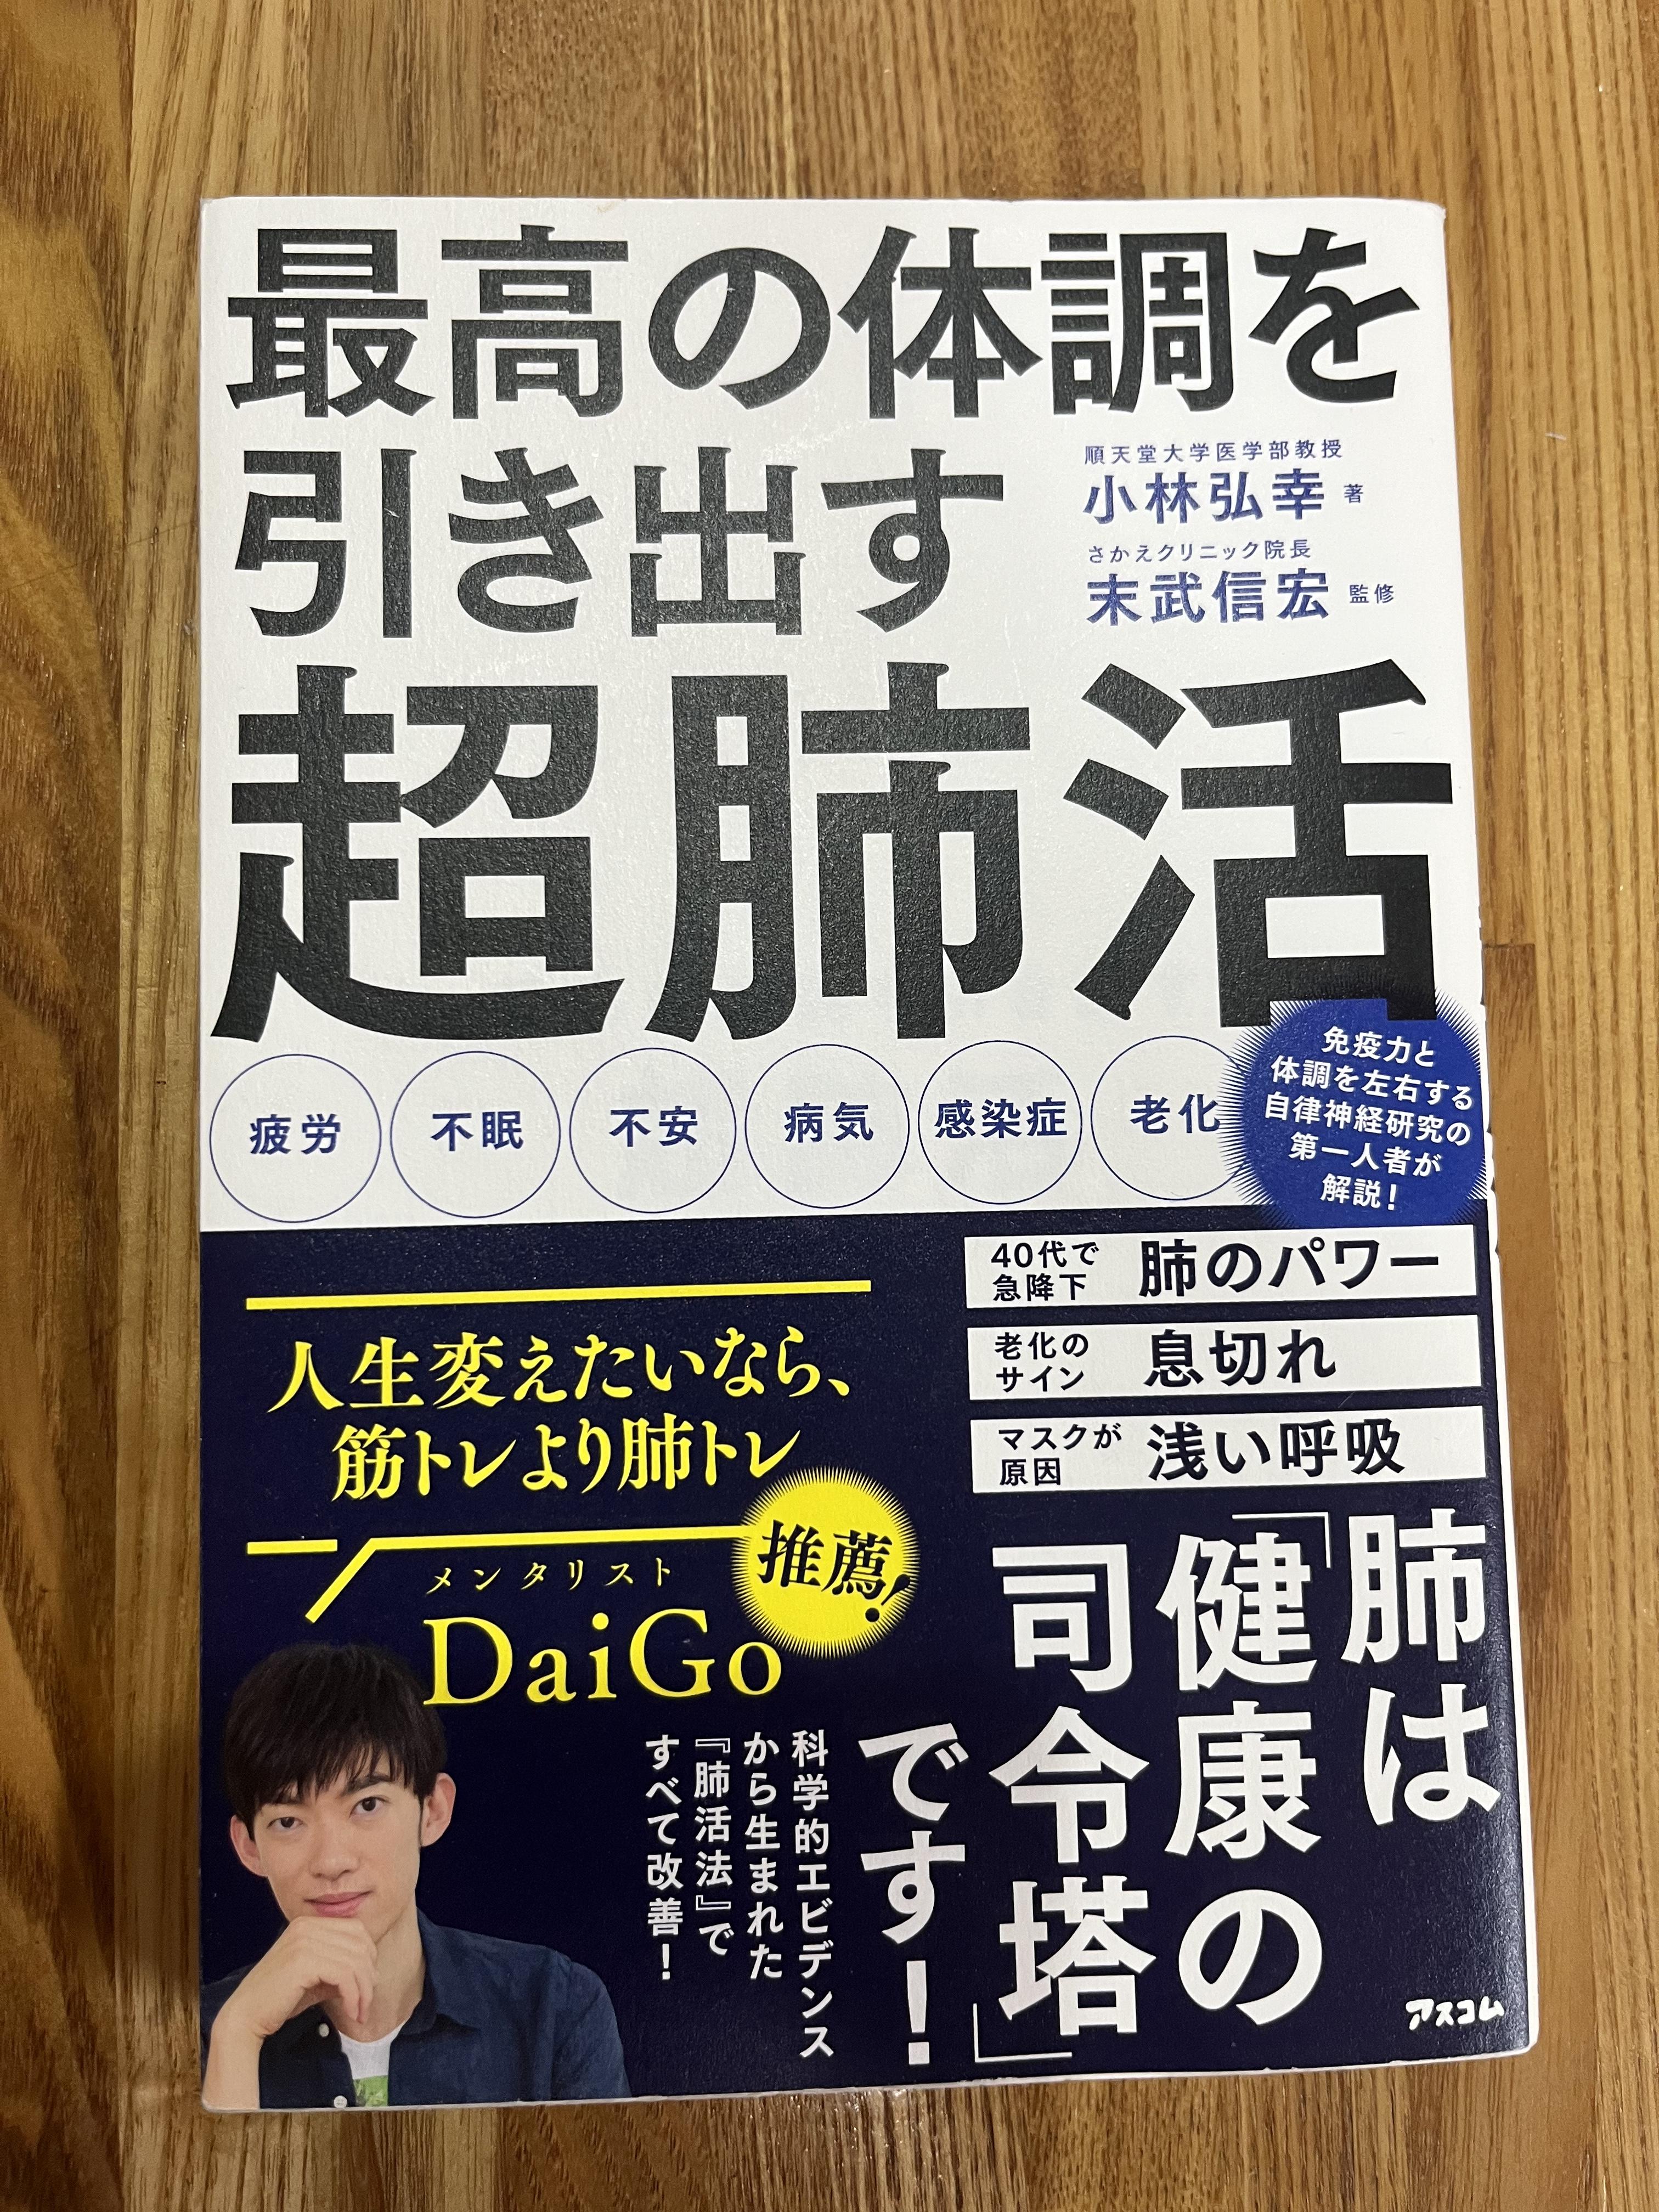 最高の体調を
引き出す
順天堂大学医学部教授
小林弘幸 著
さかえクリニック院長
末武信宏 監修
超肺活
疲労
不眠
不安
病気
感染症
老化
免疫力と
体調を左右する
自律神経研究の
第一人者が
解説!
40代で
急降下
肺のパワー
老化の
サイン
息切れ
マスクが
原因
浅い呼吸
人生変えたいなら、
筋トレより肺トレ
メンタリスト
DaiGo
推薦!
肺は
「健康の
司令塔」
です!
科学的エビデンス
から生まれた
『肺活法』で
すべて改善!
アスコム